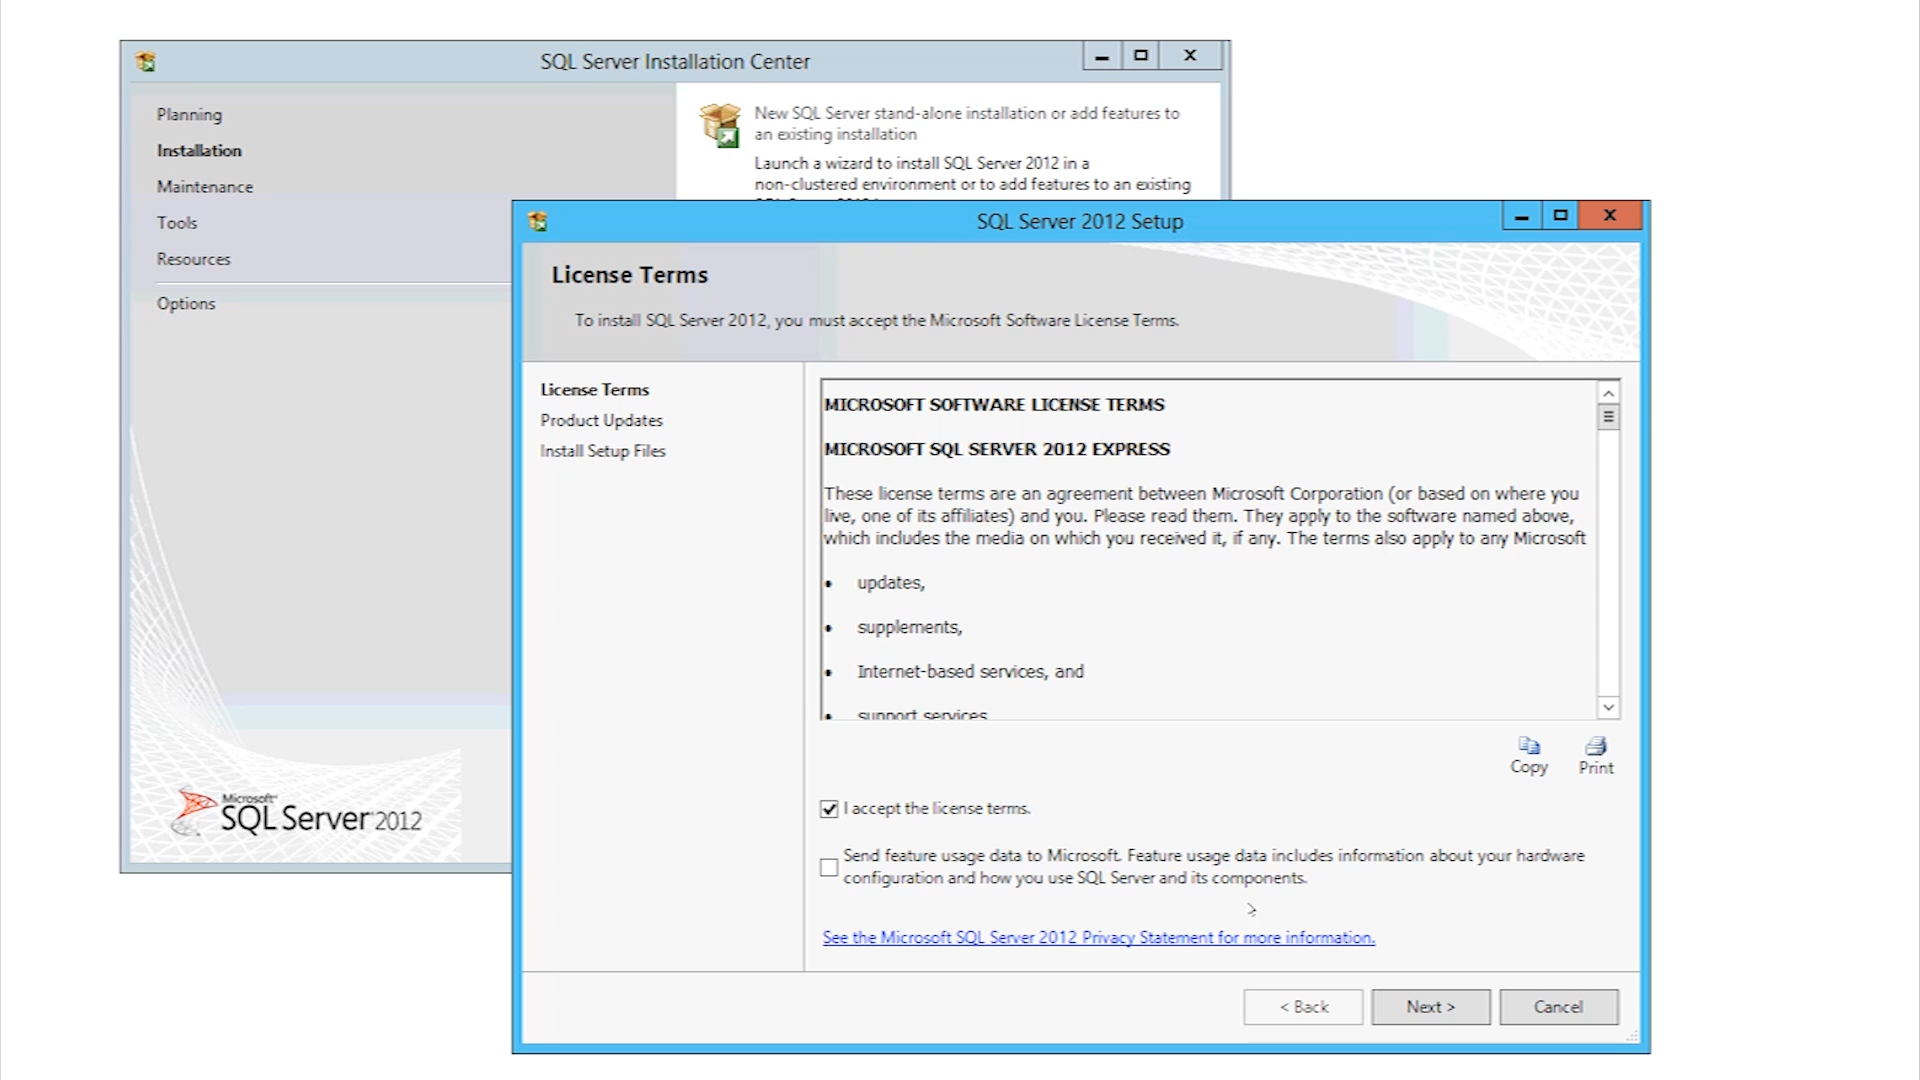 SQL Server Installation Center
Planning
Installation
Maintenance
Tools
Resources
Options
New SQL Server stand-alone installation or add features to
an existing installation
Launch a wizard to install SQL Server 2012 in a
non-clustered environment or to add features to an existing
Microsoft
SQL Server 2012
SQL Server 2012 Setup
License Terms
To install SQL Server 2012, you must accept the Microsoft Software License Terms.
License Terms
Product Updates
Install Setup Files
MICROSOFT SOFTWARE LICENSE TERMS
MICROSOFT SQL SERVER 2012 EXPRESS
These license terms are an agreement between Microsoft Corporation (or based on where you
live, one of its affiliates) and you. Please read them. They apply to the software named above,
which includes the media on which you received it, if any. The terms also apply to any Microsoft
• updates,
• supplements,
• Internet-based services, and
• support services
Copy
Print
I accept the license terms.
Send feature usage data to Microsoft. Feature usage data includes information about your hardware
configuration and how you use SQL Server and its components.
See the Microsoft SQL Server 2012 Privacy Statement for more information.
< Back
Next >
Cancel